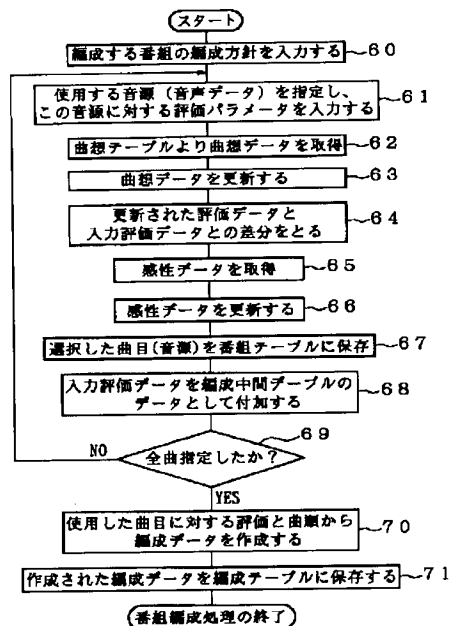 スタート
編成する番組の編成方針を入力する
60
使用する音源(音声データ)を指定し、
この音源に対する評価パラメータを入力する
61
曲想テーブルより曲想データを取得
62
曲想データを更新する
63
更新された評価データと
入力評価データとの差分をとる
64
感性データを取得
65
感性データを更新する
66
選択した曲目(音源)を番組テーブルに保存
67
入力評価データを編成中間テーブルの
データとして付加する
68
69
全曲指定したか?
NO
YES
使用した曲目に対する評価と曲順から
編成データを作成する
70
作成された編成データを編成テーブルに保存する
71
番組編成処理の終了